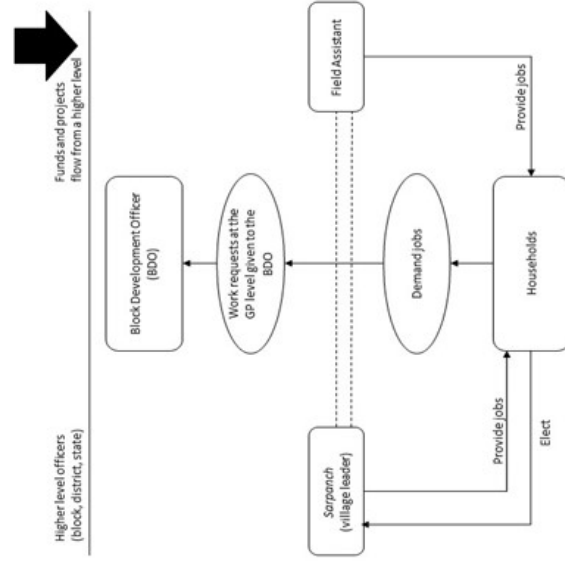 Higher level officers
(block, district, state)
Funds and projects
flow from a higher level
Block Development Officer
(BDO)
Work requests at the
GP level given to the
BDO
Sarpanch
(village leader)
Field Assistant
Demand jobs
Provide jobs
Provide jobs
Elect
Households